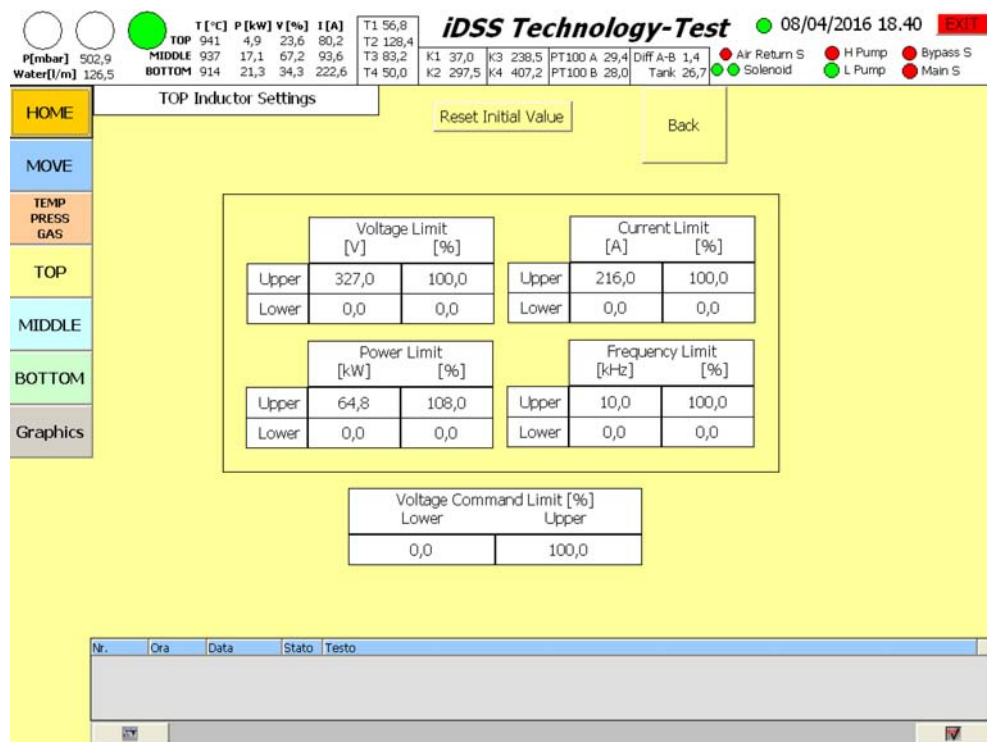 T[°C] P[kW] V[%] I[A]
TOP 941 4,9 23,6 80,2
MIDDLE 937 17,1 67,2 93,6
BOTTOM 914 21,3 34,3 222,6
P[mbar] 502,9
Water[l/m] 126,5
T1 56,8
T2 128,4
T3 83,2
T4 50,0
iDSS Technology-Test
08/04/2016 18.40
EXIT
K1 37,0 K3 238,5 PT100 A 29,4 Diff A-B 1,4
K2 297,5 K4 407,2 PT100 B 28,0 Tank 26,7
Air Return S H Pump Bypass S
Solenoid L Pump Main S
HOME
MOVE
TEMP
PRESS
GAS
TOP
MIDDLE
BOTTOM
Graphics
TOP Inductor Settings
Reset Initial Value
Back
Voltage Limit
[V] [%]
Upper 327,0 100,0
Lower 0,0 0,0
Current Limit
[A] [%]
Upper 216,0 100,0
Lower 0,0 0,0
Power Limit
[kW] [%]
Upper 64,8 108,0
Lower 0,0 0,0
Frequency Limit
[kHz] [%]
Upper 10,0 100,0
Lower 0,0 0,0
Voltage Command Limit [%]
Lower Upper
0,0 100,0
Nr. Ora Data Stato Testo